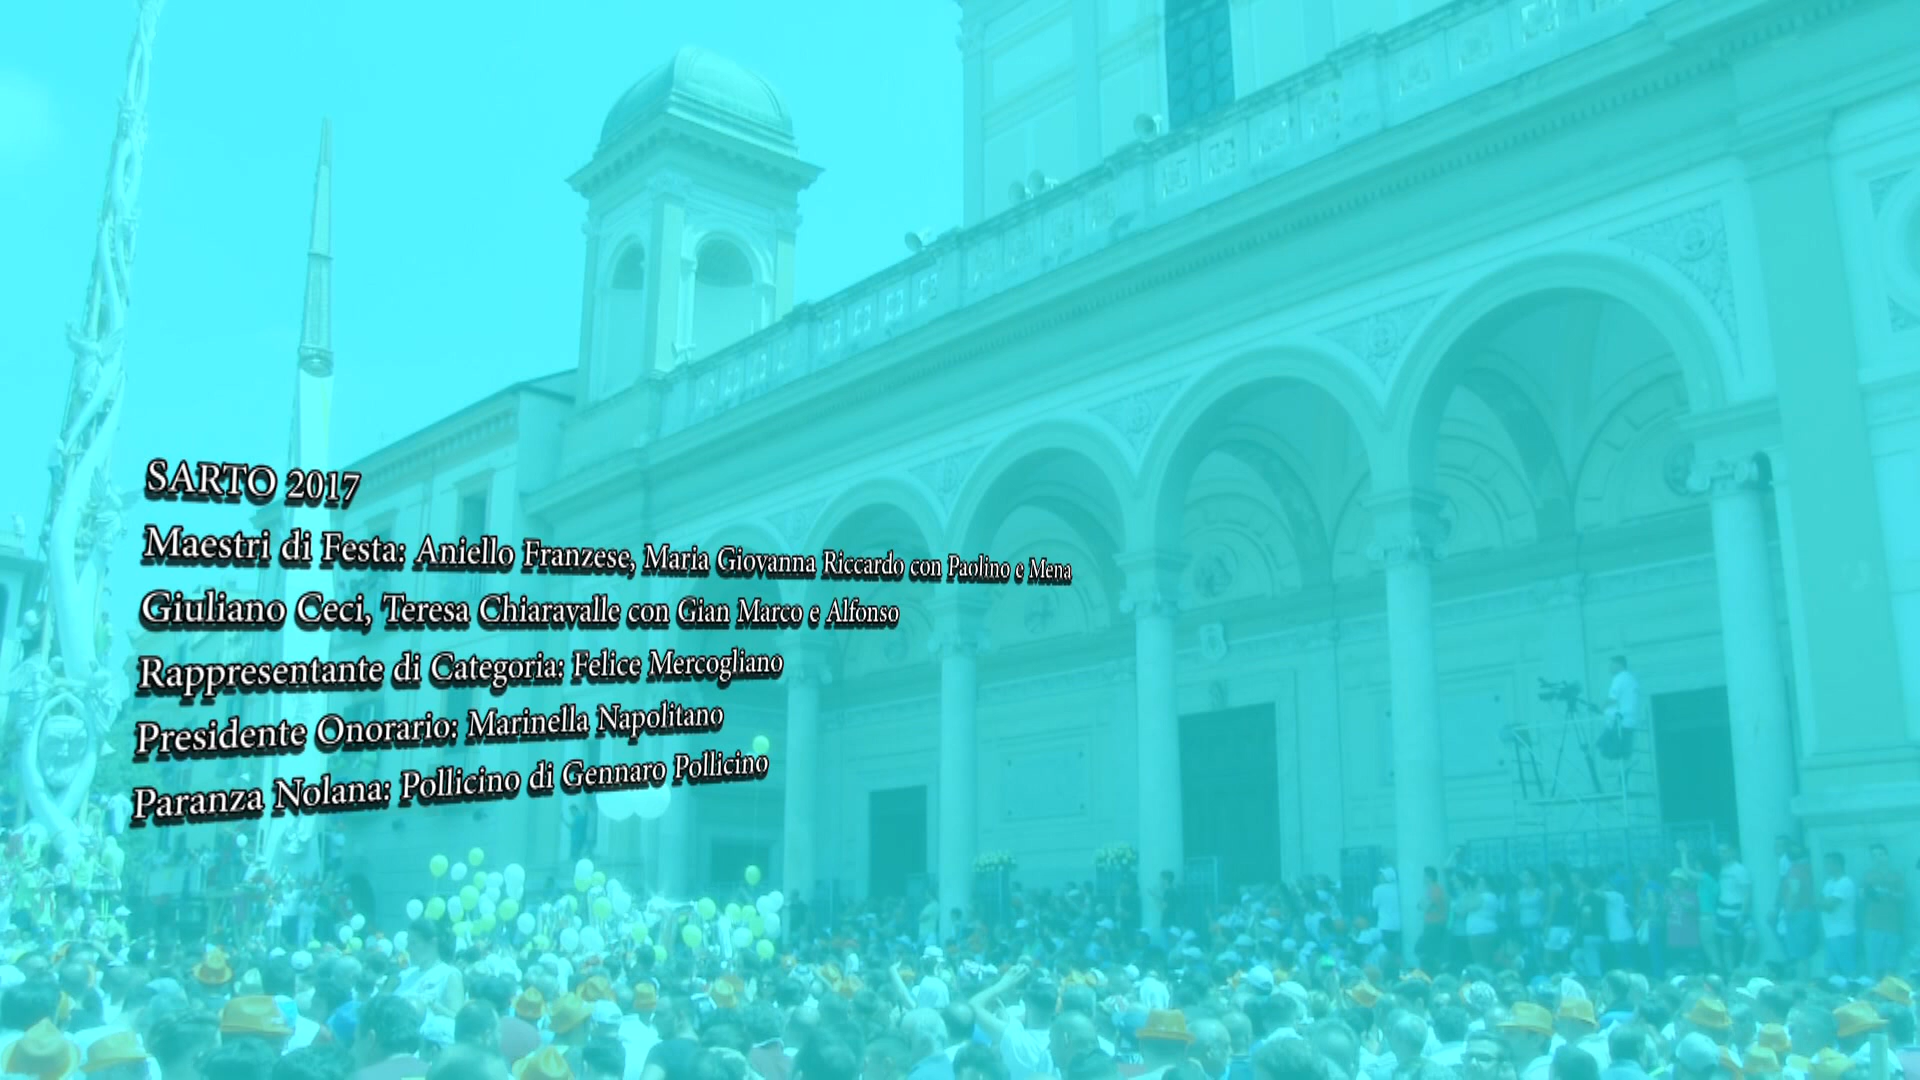 SARTO 2017
Maestri di Festa: Aniello Franzese, Maria Giovanna Riccardo con Paolino e Mena
Giuliano Ceci, Teresa Chiaravalle con Gian Marco e Alfonso
Rappresentante di Categoria: Felice Mercogliano
Presidente Onorario: Marinella Napolitano
Paranza Nolana: Pollicino di Gennaro Pollicino